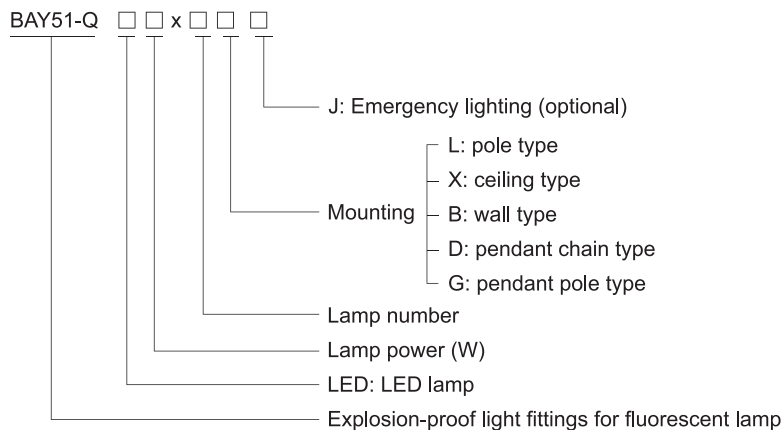 BAY51-Q □ □ x □ □ □
J: Emergency lighting (optional)
L: pole type
X: ceiling type
Mounting
B: wall type
D: pendant chain type
G: pendant pole type
Lamp number
Lamp power (W)
LED: LED lamp
Explosion-proof light fittings for fluorescent lamp